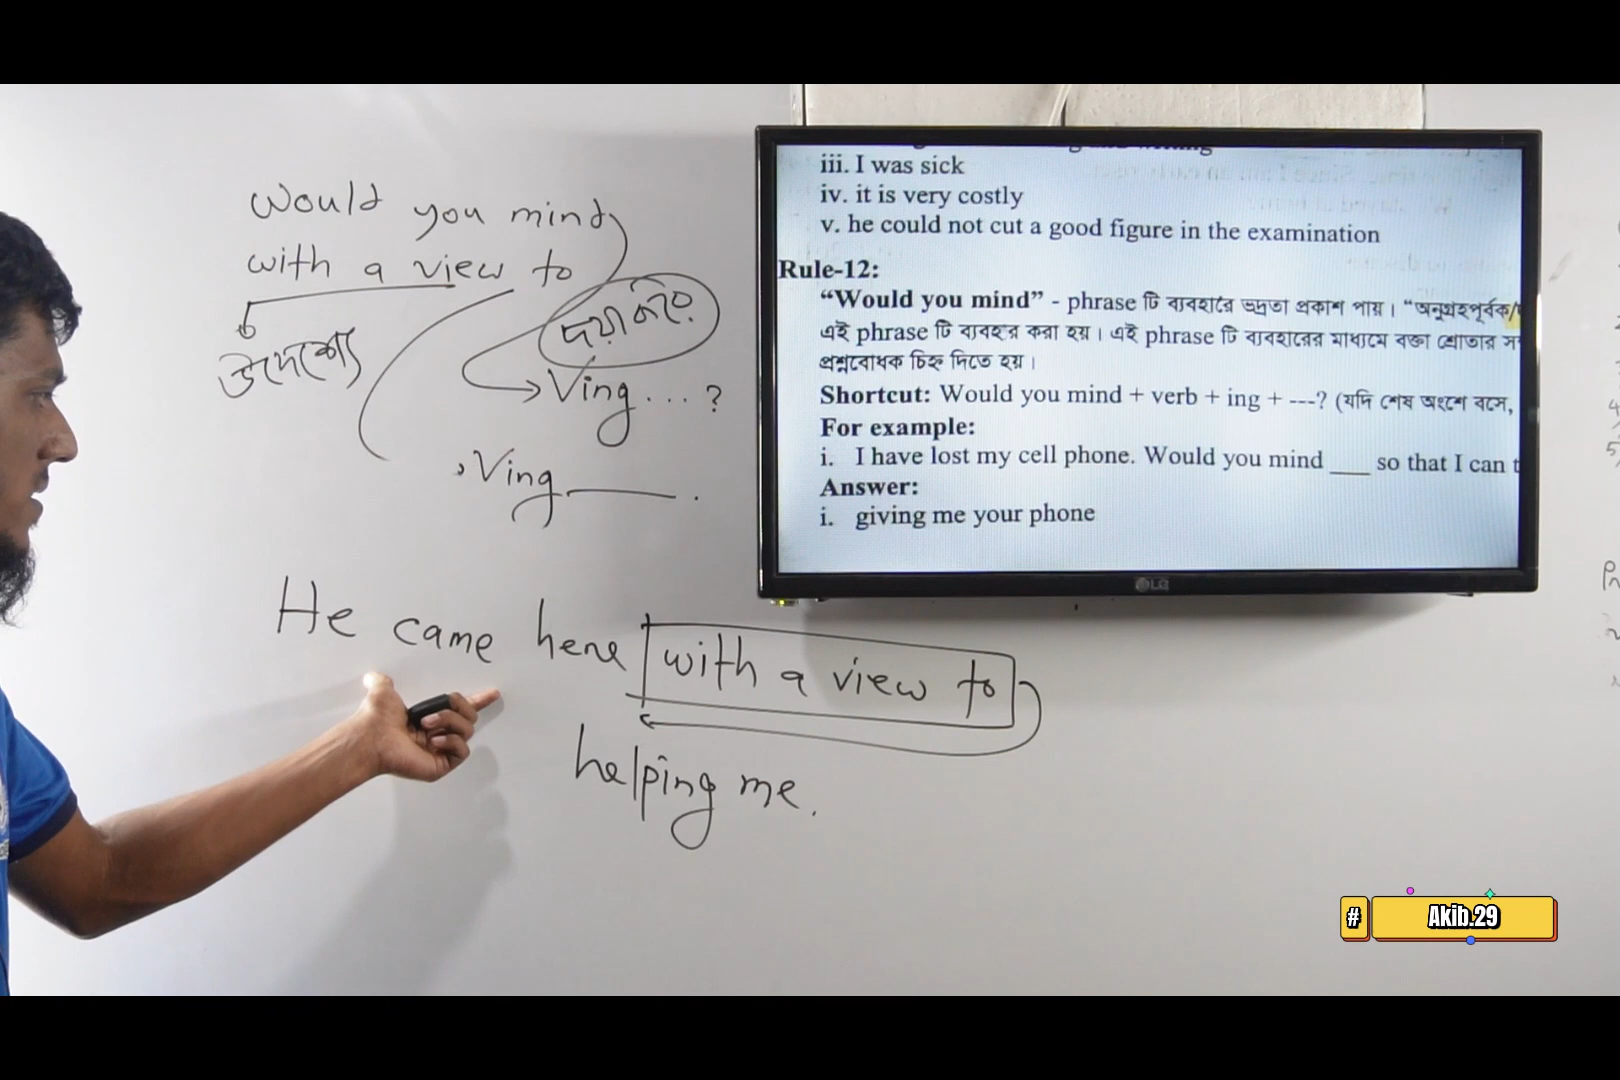 Would you mind
with a view to
উদ্দেশ্যে
দয়া করে
Ving ... ?
Ving ___ .
He came here with a view to
helping me.
iii. I was sick
iv. it is very costly
v. he could not cut a good figure in the examination
Rule-12:
“Would you mind” - phrase টি ব্যবহারে ভদ্রতা প্রকাশ পায়। “অনুগ্রহপূর্বক/
এই phrase টি ব্যবহার করা হয়। এই phrase টি ব্যবহারের মাধ্যমে বক্তা শ্রোতার
প্রশ্নবোধক চিহ্ন দিতে হয়।
Shortcut: Would you mind + verb + ing + ---? (যদি শেষ অংশে বসে,
For example:
i. I have lost my cell phone. Would you mind ____ so that I can t
Answer:
i. giving me your phone
LG
# Akib.29